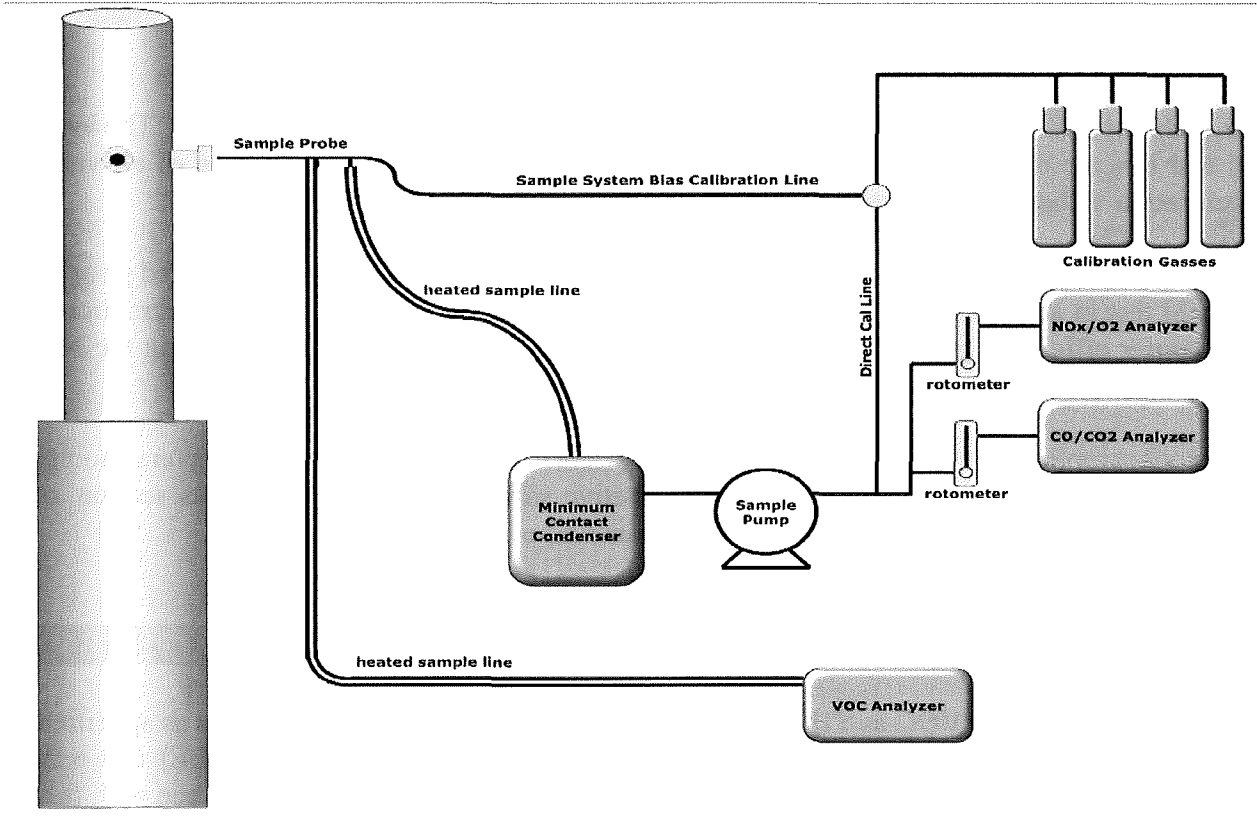 Sample Probe
Sample System Bias Calibration Line
Calibration Gasses
heated sample line
Direct Cal Line
NOx/O2 Analyzer
rotometer
CO/CO2 Analyzer
rotometer
Minimum
Contact
Condenser
Sample
Pump
heated sample line
VOC Analyzer